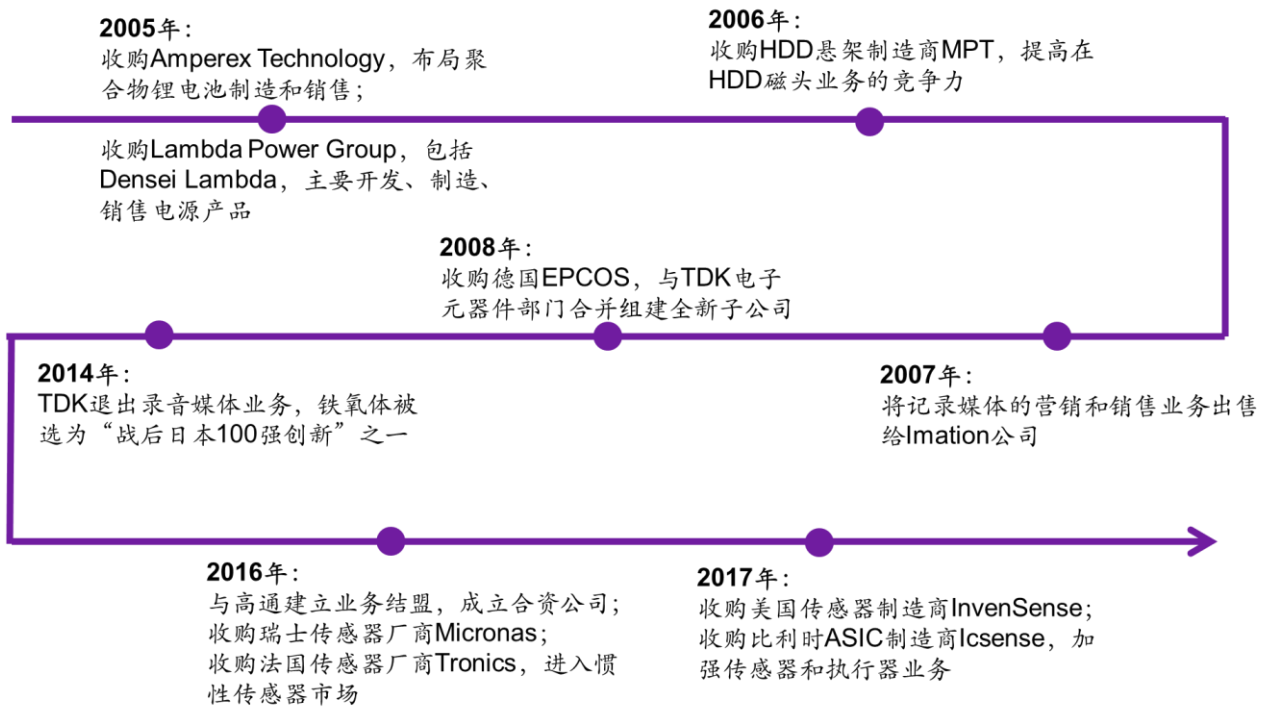 2005年：
收购Amperex Technology，布局聚
合物锂电池制造和销售；
收购Lambda Power Group，包括
Densei Lambda，主要开发、制造、
销售电源产品
2006年：
收购HDD悬架制造商MPT，提高在
HDD磁头业务的竞争力
2007年：
将记录媒体的营销和销售业务出售
给Imation公司
2008年：
收购德国EPCOS，与TDK电子
元器件部门合并组建全新子公司
2014年：
TDK退出录音媒体业务，铁氧体被
选为“战后日本100强创新”之一
2016年：
与高通建立业务结盟，成立合资公司；
收购瑞士传感器厂商Micronas；
收购法国传感器厂商Tronics，进入惯
性传感器市场
2017年：
收购美国传感器制造商InvenSense；
收购比利时ASIC制造商Icsense，加
强传感器和执行器业务